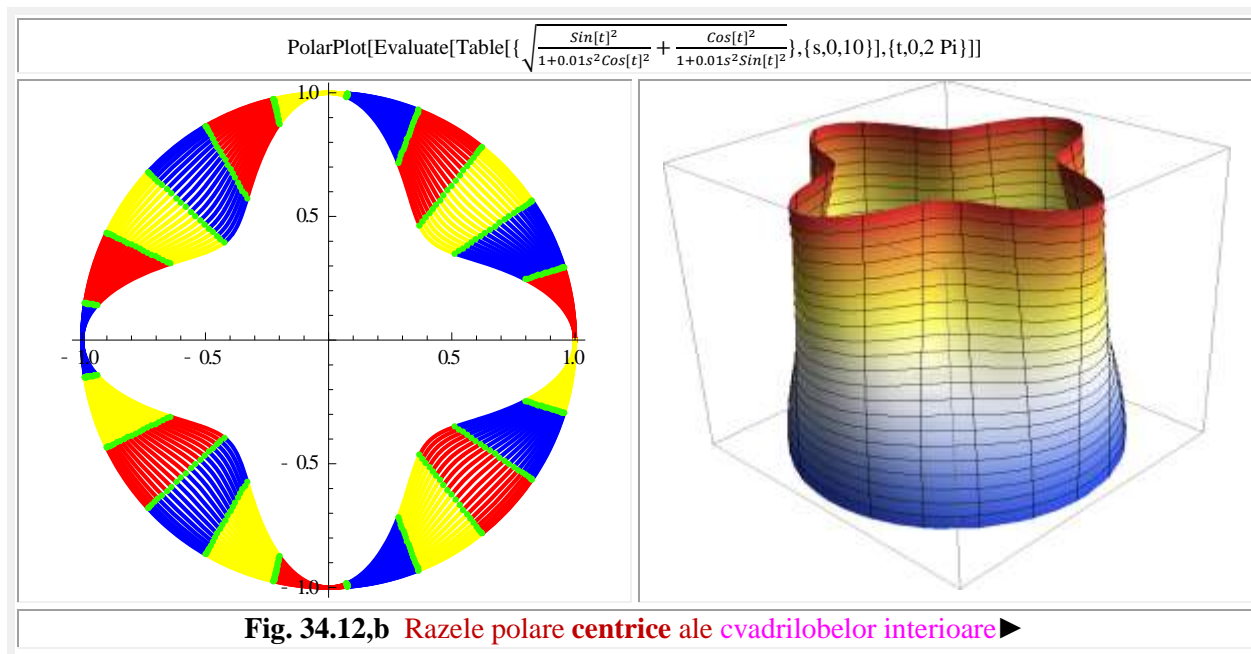 PolarPlot[Evaluate[Table[{√(Sin[t]²/(1+0.01s²Cos[t]²) + Cos[t]²/(1+0.01s²Sin[t]²))},{s,0,10}],{t,0,2 Pi}]]
1.0
0.5
- 1.0 - 0.5 0.5 1.0
- 0.5
- 1.0
Fig. 34.12,b Razele polare centrice ale cvadrilobelor interioare►